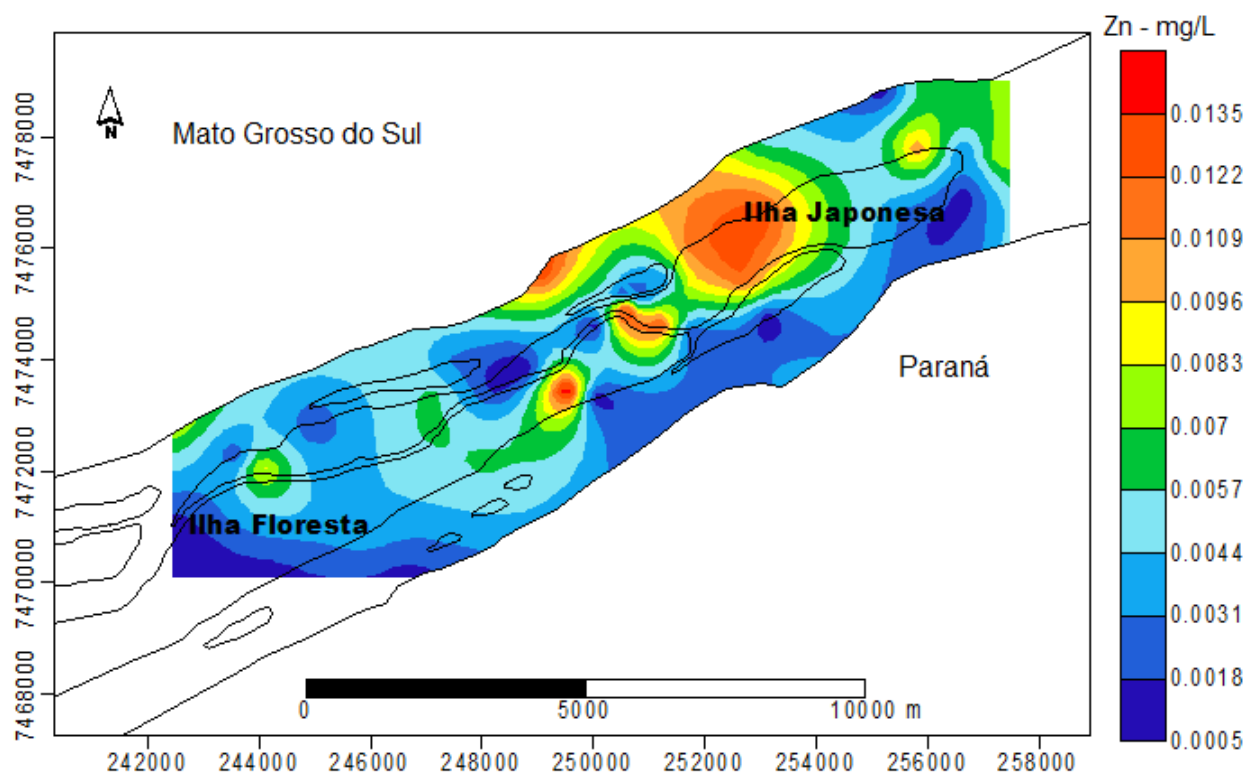 Zn - mg/L
N
Mato Grosso do Sul
Ilha Japonesa
Paraná
Ilha Floresta
0.0135
0.0122
0.0109
0.0096
0.0083
0.007
0.0057
0.0044
0.0031
0.0018
0.0005
7478000
7476000
7474000
7472000
7470000
7468000
0 5000 10000 m
242000 244000 246000 248000 250000 252000 254000 256000 258000